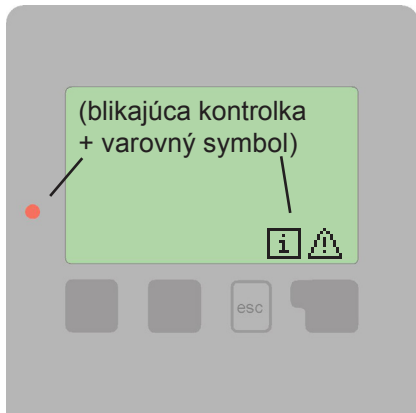 (blikajúca kontrolka
+ varovný symbol)
i
esc